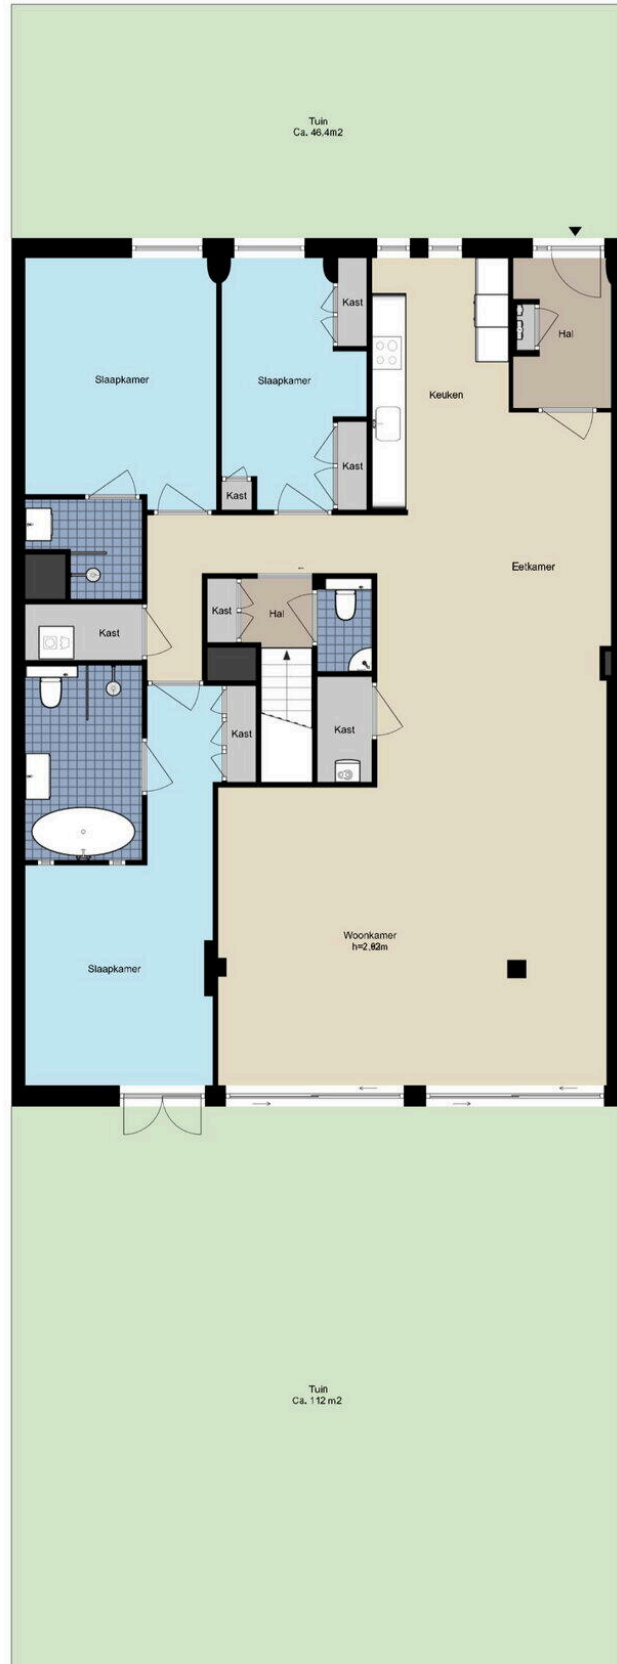 Tuin
Ca. 46,4m2
Kast
Slaapkamer
Slaapkamer
Keuken
Hal
Kast
Kast
Eetkamer
Kast
Hal
Kast
Kast
Kast
Woonkamer
h=2,82m
Slaapkamer
Tuin
Ca. 112 m2